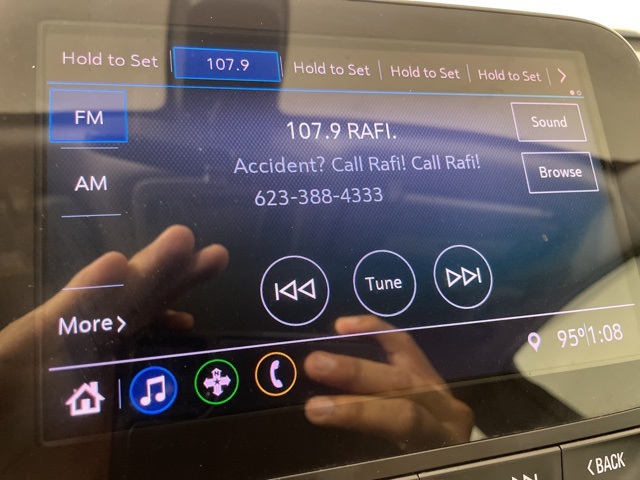 Hold to Set 107.9 Hold to Set Hold to Set Hold to Set
FM
107.9 RAFI.
Sound
Accident? Call Rafi! Call Rafi!
AM
Browse
623-388-4333
Tune
More
95° 1:08
N
BACK